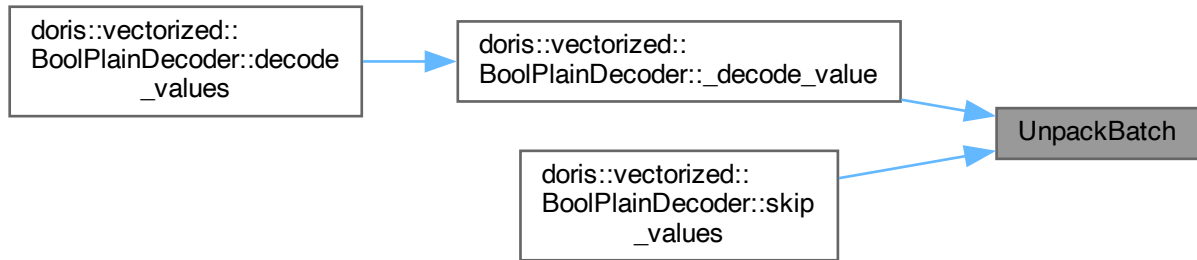 doris::vectorized::
BoolPlainDecoder::decode
_values
doris::vectorized::
BoolPlainDecoder::_decode_value
UnpackBatch
doris::vectorized::
BoolPlainDecoder::skip
_values